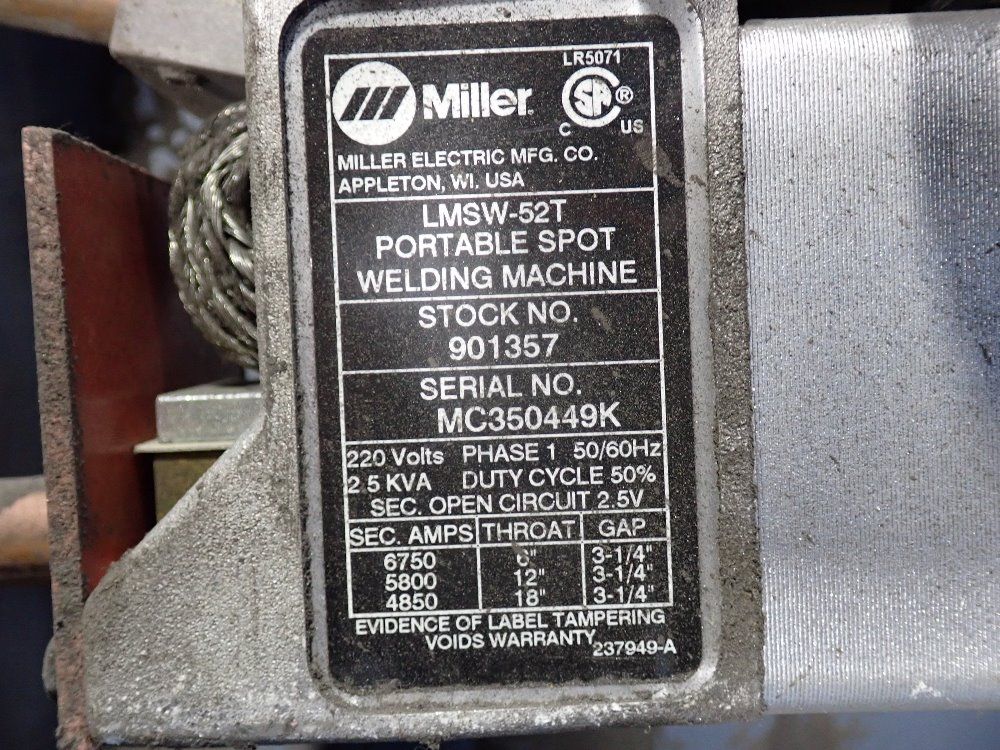 LR5071
Miller®
C SP® US
MILLER ELECTRIC MFG. CO.
APPLETON, WI. USA
LMSW-52T
PORTABLE SPOT
WELDING MACHINE
STOCK NO.
901357
SERIAL NO.
MC350449K
220 Volts PHASE 1 50/60Hz
2.5 KVA DUTY CYCLE 50%
SEC. OPEN CIRCUIT 2.5V
SEC. AMPS THROAT GAP
6750 6" 3-1/4"
5800 12" 3-1/4"
4850 18" 3-1/4"
EVIDENCE OF LABEL TAMPERING
VOIDS WARRANTY
237949-A